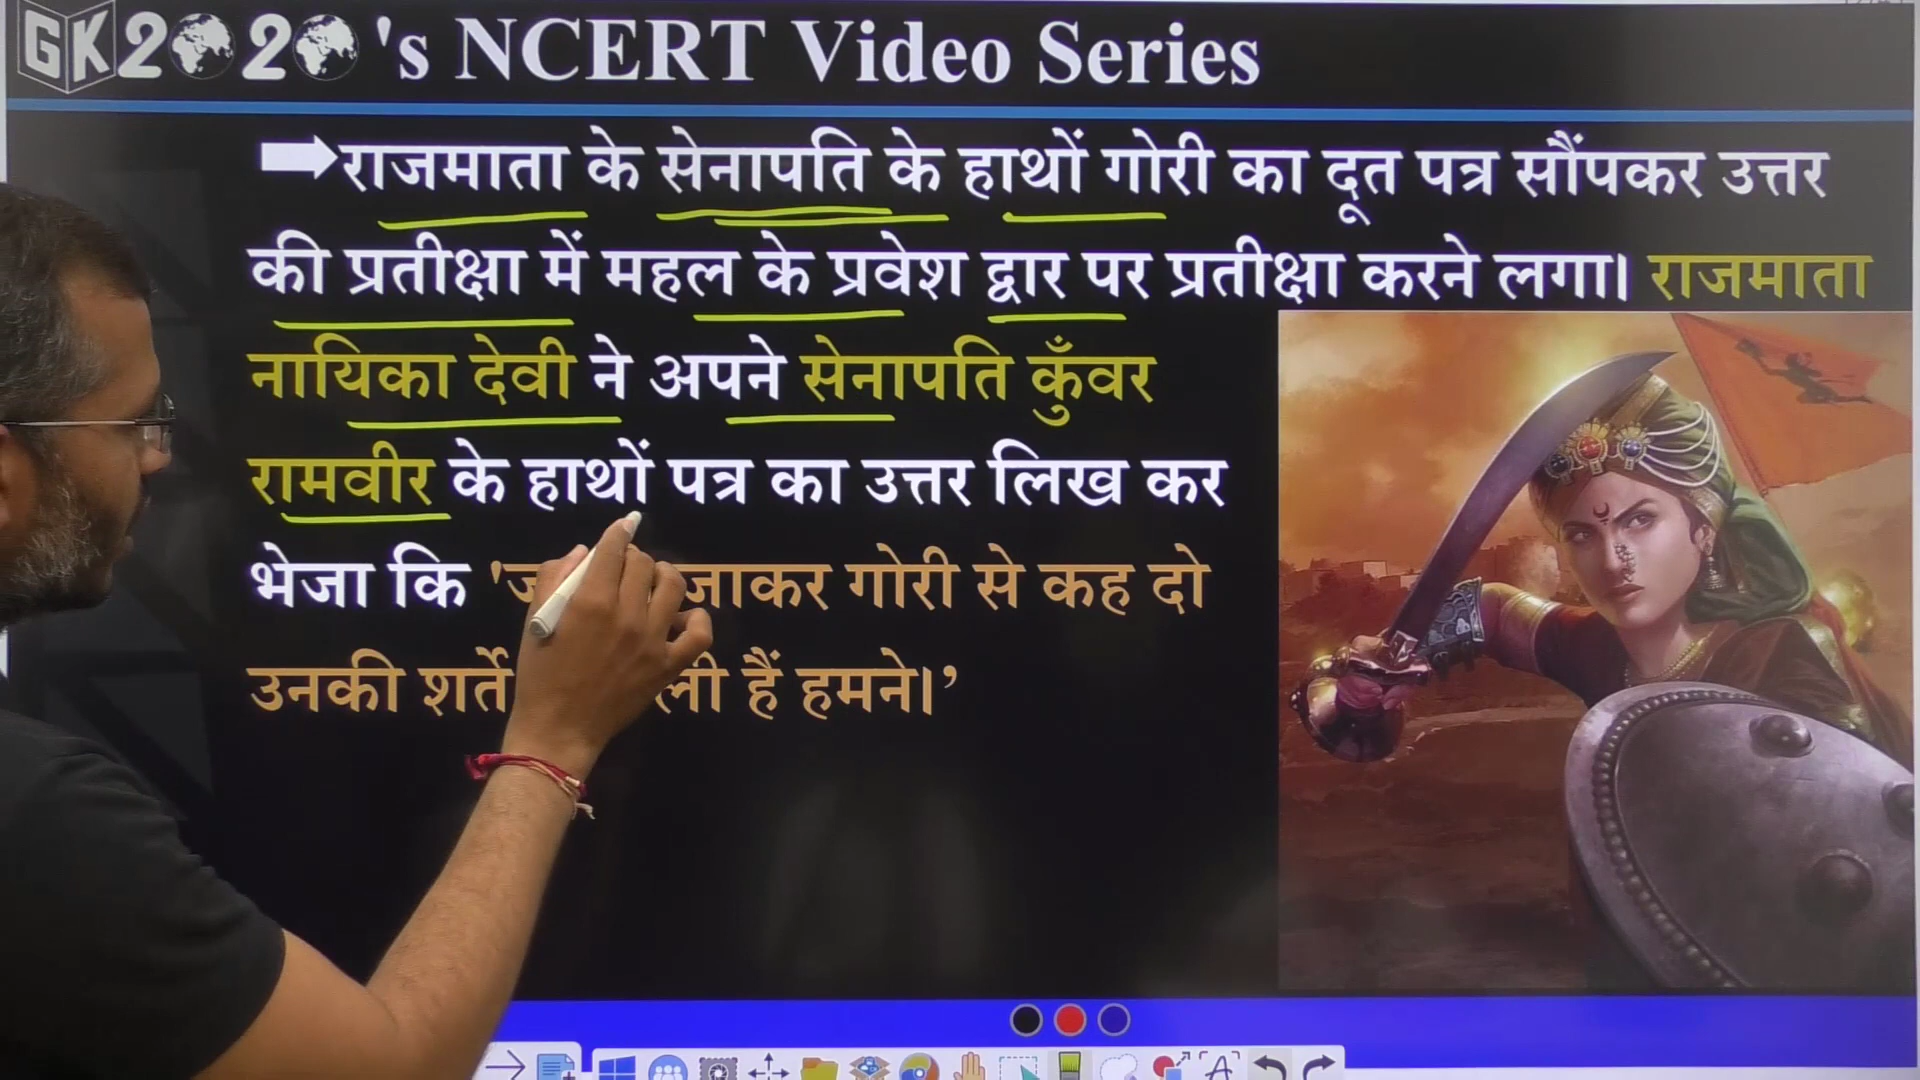 GK2020's NCERT Video Series
राजमाता के सेनापति के हाथों गोरी का दूत पत्र सौंपकर उत्तर
की प्रतीक्षा में महल के प्रवेश द्वार पर प्रतीक्षा करने लगा। राजमाता
नायिका देवी ने अपने सेनापति कुँवर
रामवीर के हाथों पत्र का उत्तर लिख कर
भेजा कि जाकर गोरी से कह दो
उनकी शर्ते ली हैं हमने।’